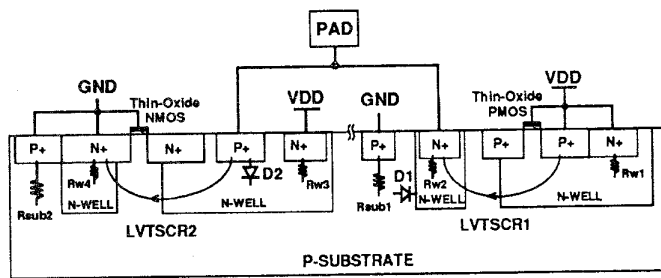 PAD
GND
Thin-Oxide
NMOS
VDD
GND
Thin-Oxide
PMOS
VDD
P+
N+
N+
P+
N+
P+
N+
P+
P+
N+
Rsub2
Rw4
D2
Rw3
Rsub1
D1
Rw2
Rw1
N-WELL
N-WELL
N-WELL
N-WELL
LVTSCR2
LVTSCR1
P-SUBSTRATE